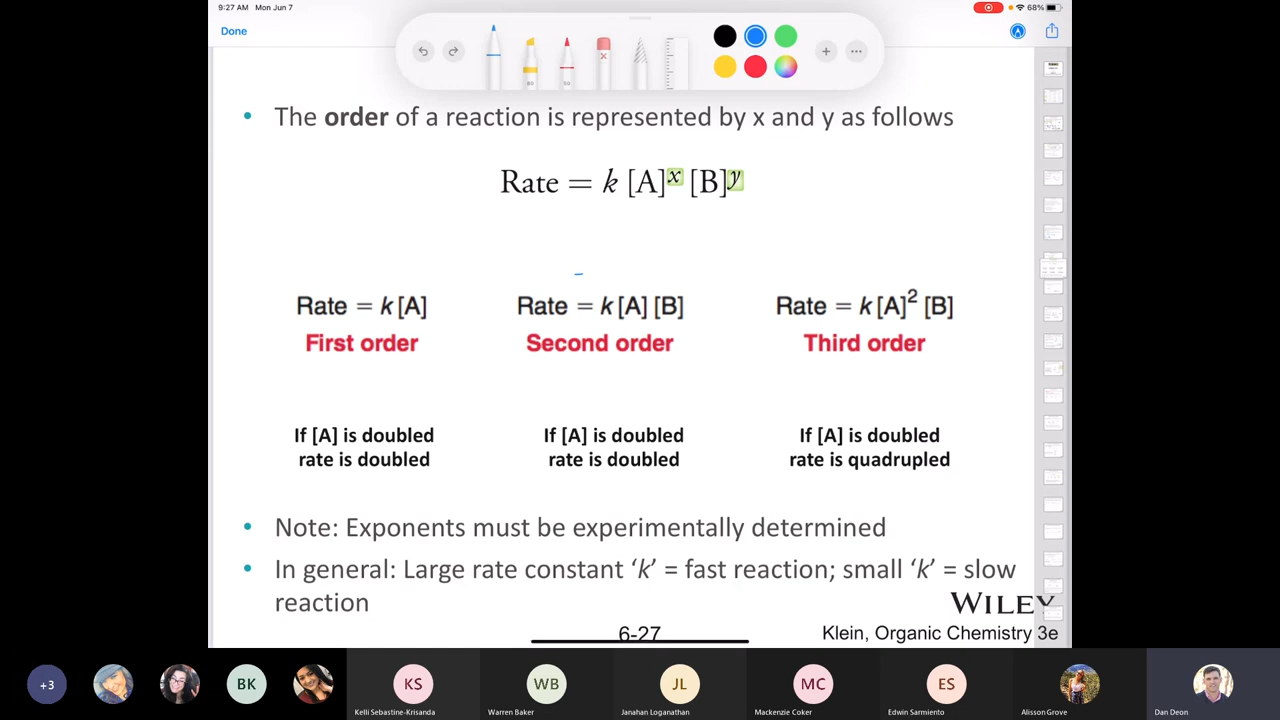 9:27 AM Mon Jun 7
68%
Done
• The order of a reaction is represented by x and y as follows
Rate = k [A]^x [B]^y
Rate = k [A]
First order
If [A] is doubled
rate is doubled
Rate = k [A] [B]
Second order
If [A] is doubled
rate is doubled
Rate = k [A]² [B]
Third order
If [A] is doubled
rate is quadrupled
• Note: Exponents must be experimentally determined
• In general: Large rate constant ‘k’ = fast reaction; small ‘k’ = slow
reaction
WILEY
6-27
Klein, Organic Chemistry 3e
+3
BK
KS
Kelli Sebastine-Krisanda
WB
Warren Baker
JL
Janahan Loganathan
MC
Mackenzie Coker
ES
Edwin Sarmiento
Alisson Grove
Dan Deon